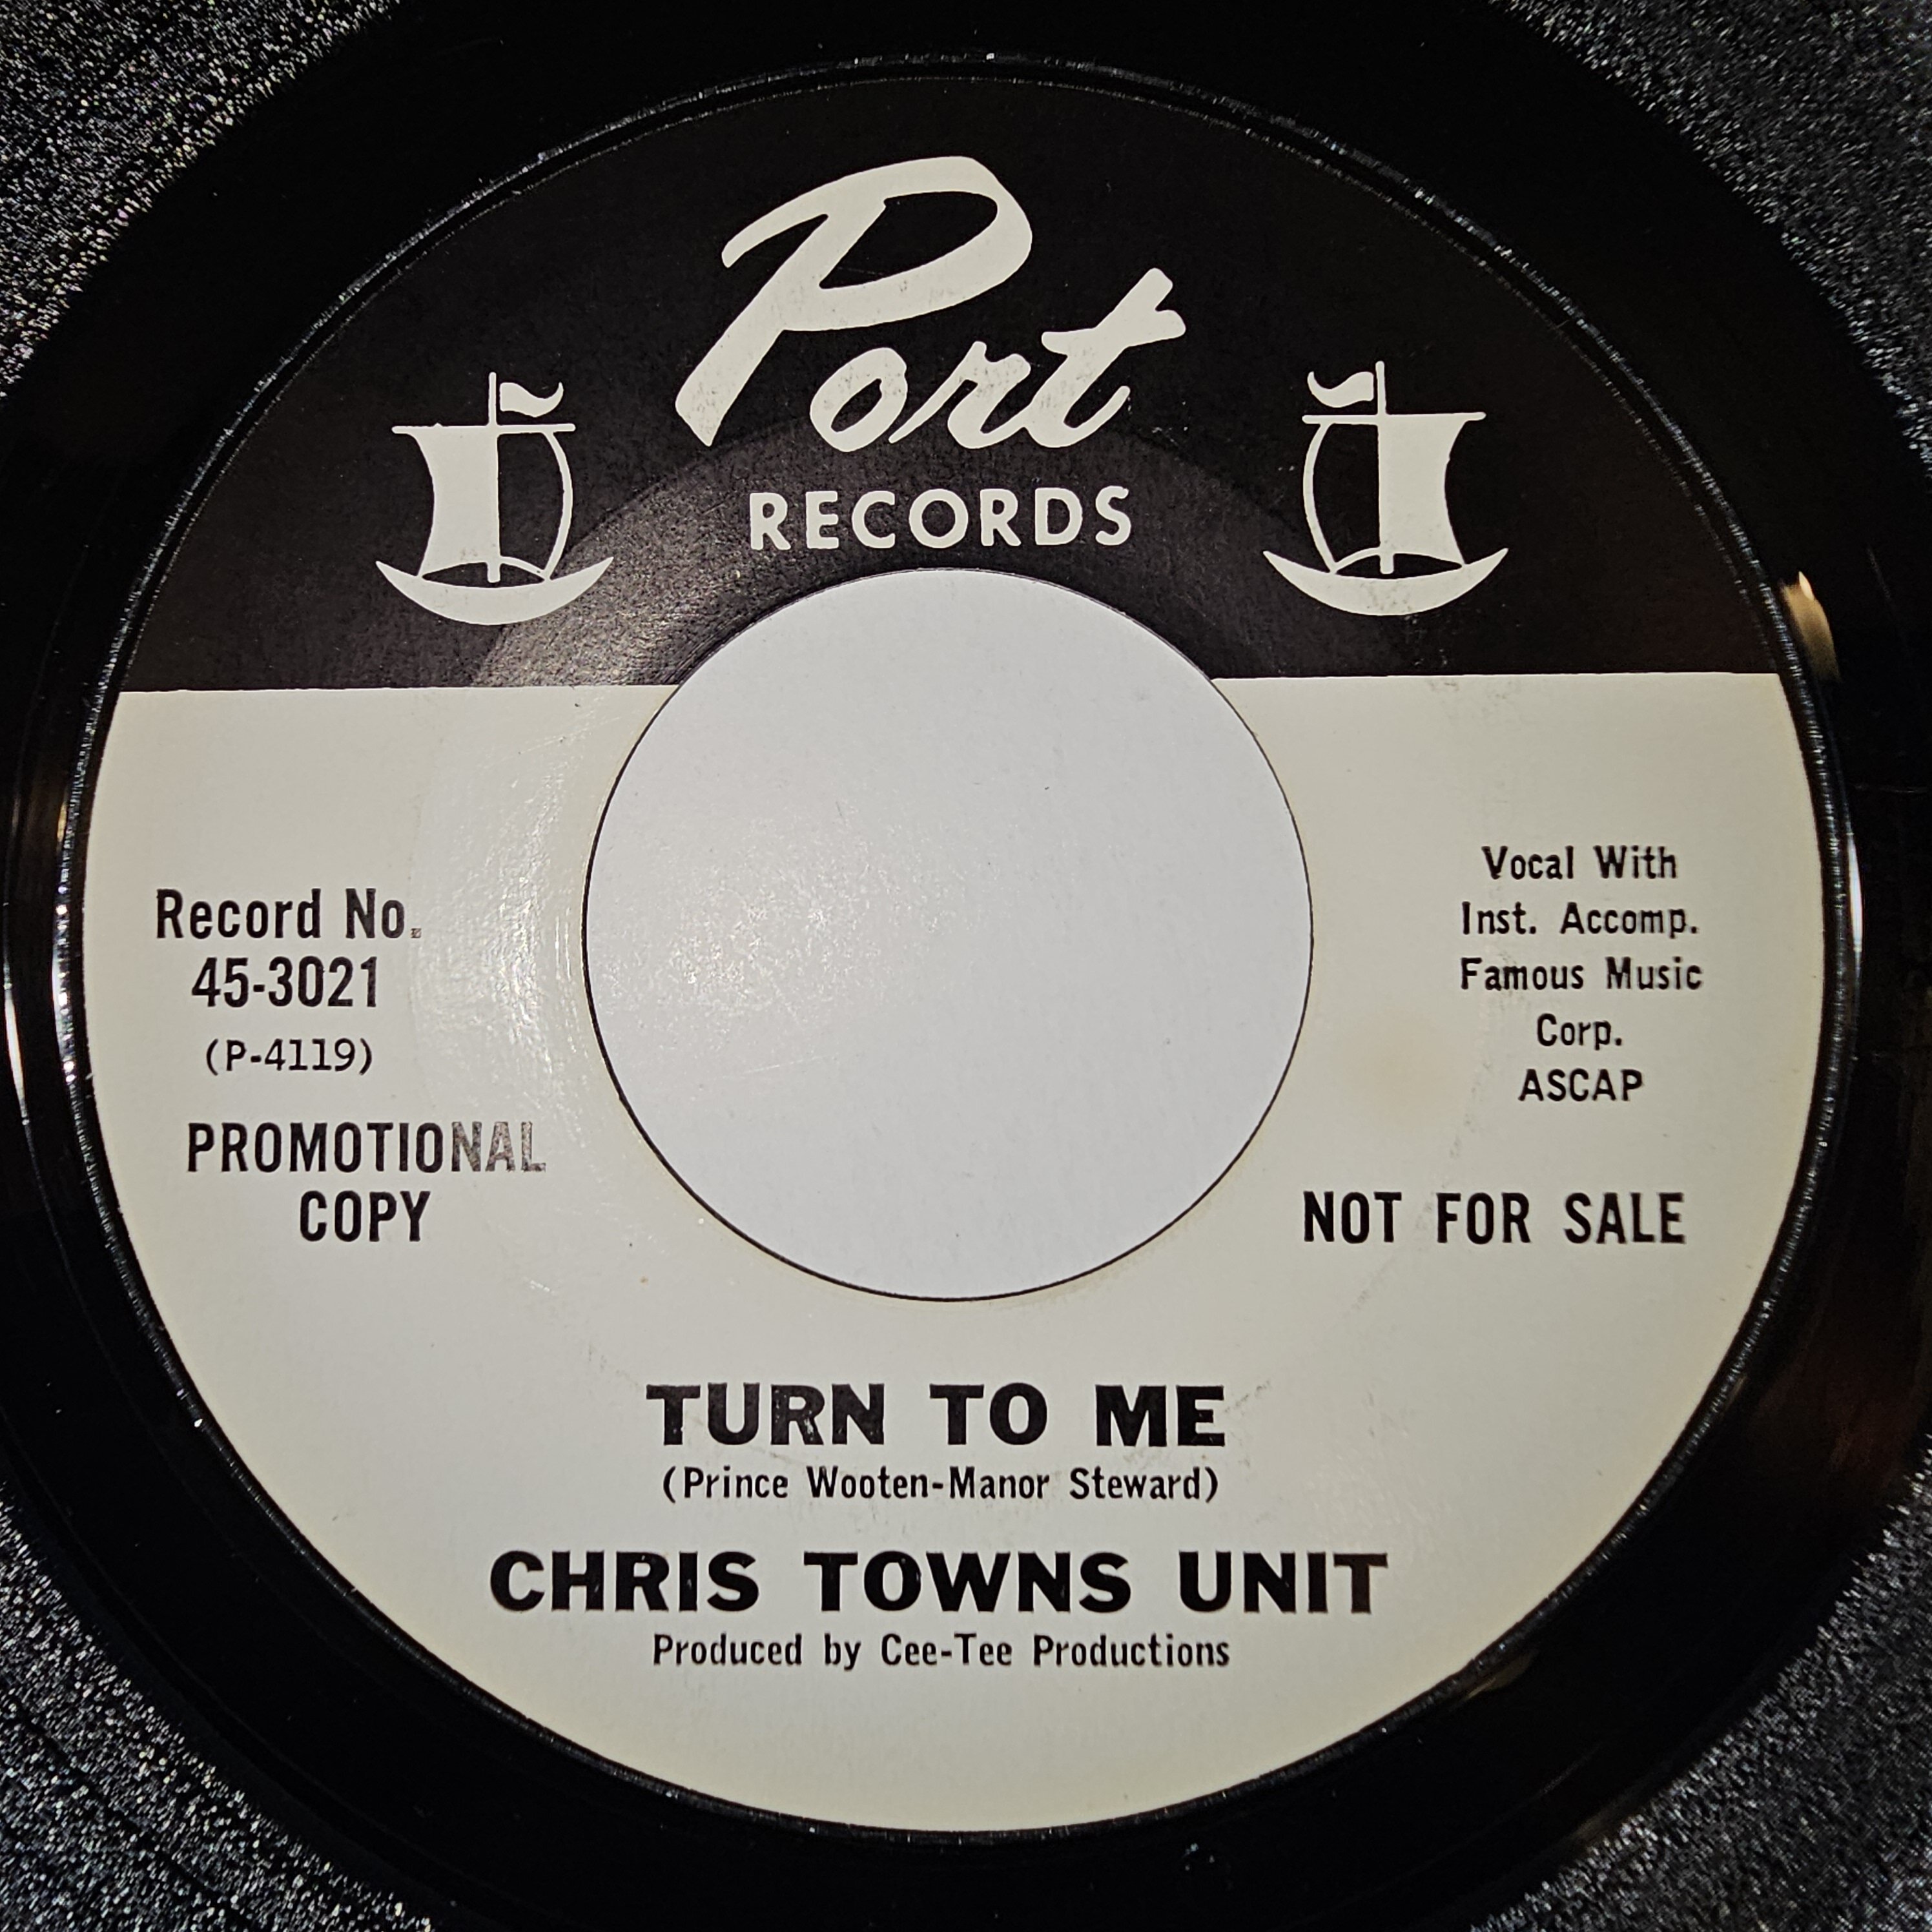 Port
RECORDS
Record No.
45-3021
(P-4119)
PROMOTIONAL
COPY
Vocal With
Inst. Accomp.
Famous Music
Corp.
ASCAP
NOT FOR SALE
TURN TO ME
(Prince Wooten-Manor Steward)
CHRIS TOWNS UNIT
Produced by Cee-Tee Productions